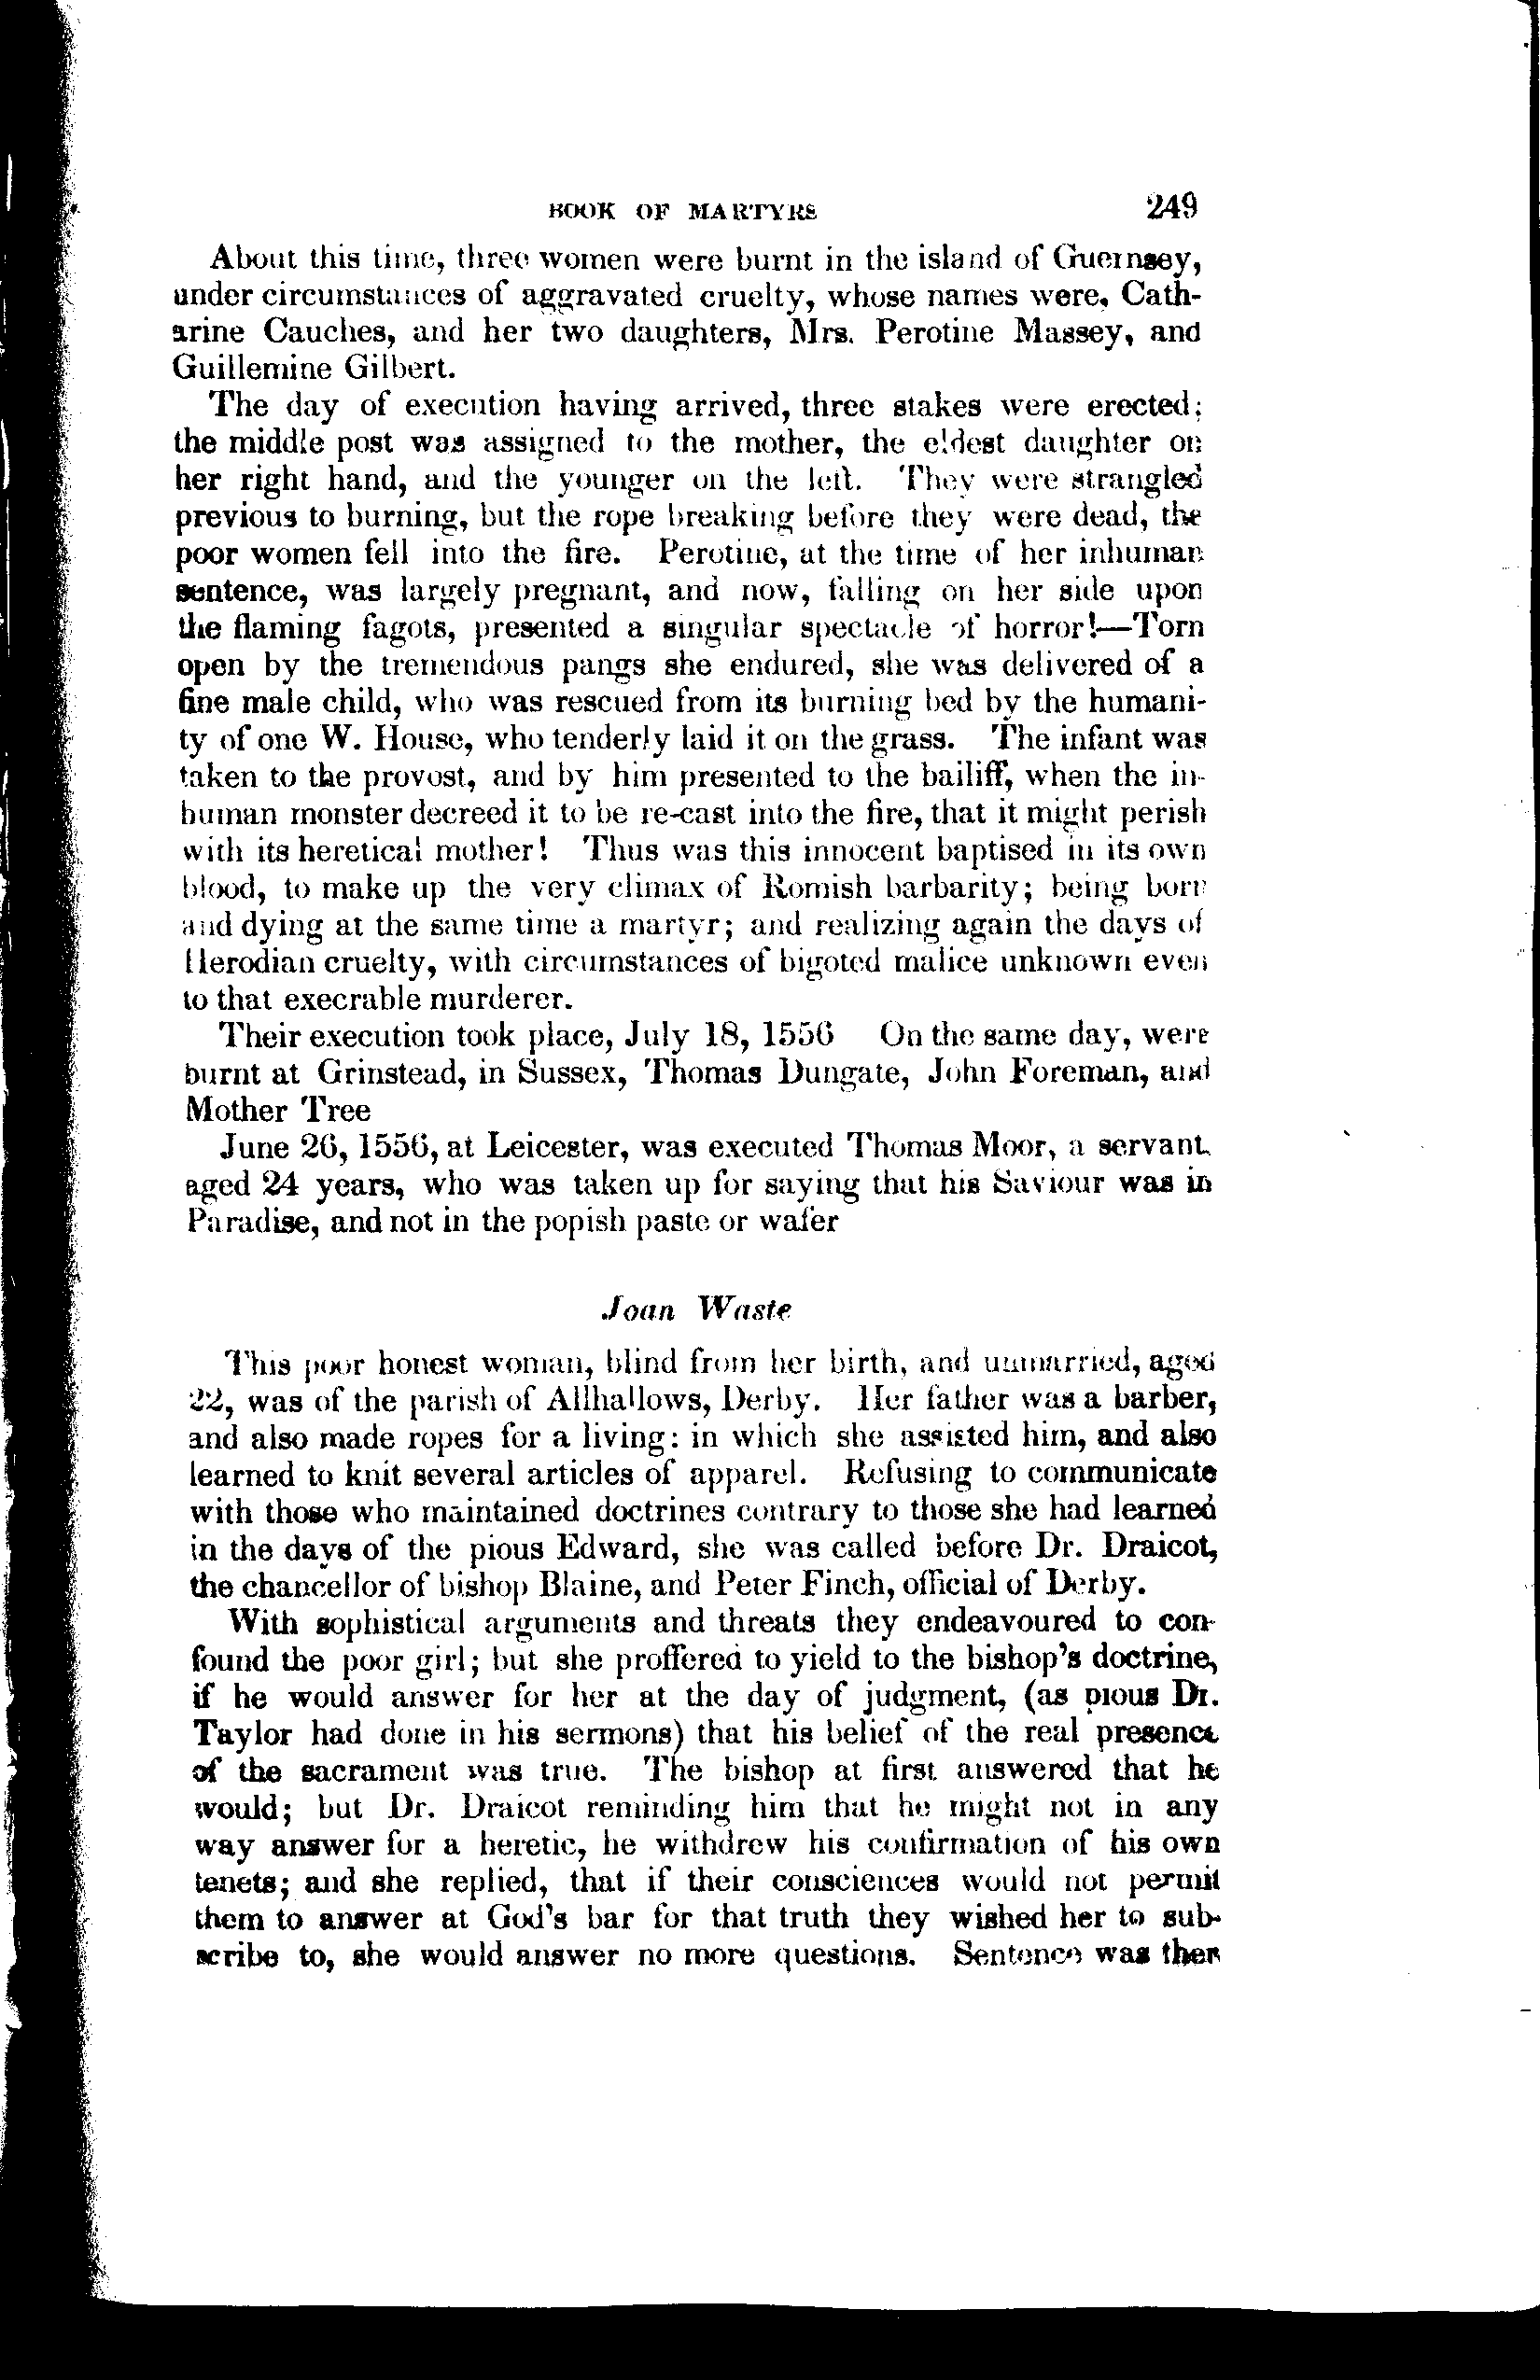 BOOK OF MARTYRS 249
About this time, three women were burnt in the island of Guernsey,
under circumstances of aggravated cruelty, whose names were, Cath-
arine Cauches, and her two daughters, Mrs. Perotine Massey, and
Guillemine Gilbert.
The day of execution having arrived, three stakes were erected;
the middle post was assigned to the mother, the eldest daughter on
her right hand, and the younger on the left. They were strangled
previous to burning, but the rope breaking before they were dead, the
poor women fell into the fire. Perotine, at the time of her inhuman
sentence, was largely pregnant, and now, falling on her side upon
the flaming fagots, presented a singular spectacle of horror!—Torn
open by the tremendous pangs she endured, she was delivered of a
fine male child, who was rescued from its burning bed by the humani-
ty of one W. House, who tenderly laid it on the grass. The infant was
taken to the provost, and by him presented to the bailiff, when the in-
human monster decreed it to be re-cast into the fire, that it might perish
with its heretical mother! Thus was this innocent baptised in its own
blood, to make up the very climax of Romish barbarity; being born
and dying at the same time a martyr; and realizing again the days of
Herodian cruelty, with circumstances of bigoted malice unknown even
to that execrable murderer.
Their execution took place, July 18, 1556 On the same day, were
burnt at Grinstead, in Sussex, Thomas Dungate, John Foreman, and
Mother Tree
June 26, 1556, at Leicester, was executed Thomas Moor, a servant.
aged 24 years, who was taken up for saying that his Saviour was in
Paradise, and not in the popish paste or wafer
Joan Waste
This poor honest woman, blind from her birth, and unmarried, aged
22, was of the parish of Allhallows, Derby. Her father was a barber,
and also made ropes for a living: in which she assisted him, and also
learned to knit several articles of apparel. Refusing to communicate
with those who maintained doctrines contrary to those she had learned
in the days of the pious Edward, she was called before Dr. Draicot,
the chancellor of bishop Blaine, and Peter Finch, official of Derby.
With sophistical arguments and threats they endeavoured to con-
found the poor girl; but she proffered to yield to the bishop's doctrine,
if he would answer for her at the day of judgment, (as pious Dr.
Taylor had done in his sermons) that his belief of the real presence
of the sacrament was true. The bishop at first answered that he
would; but Dr. Draicot reminding him that he might not in any
way answer for a heretic, he withdrew his confirmation of his own
tenets; and she replied, that if their consciences would not permit
them to answer at God's bar for that truth they wished her to sub-
scribe to, she would answer no more questions. Sentence was then